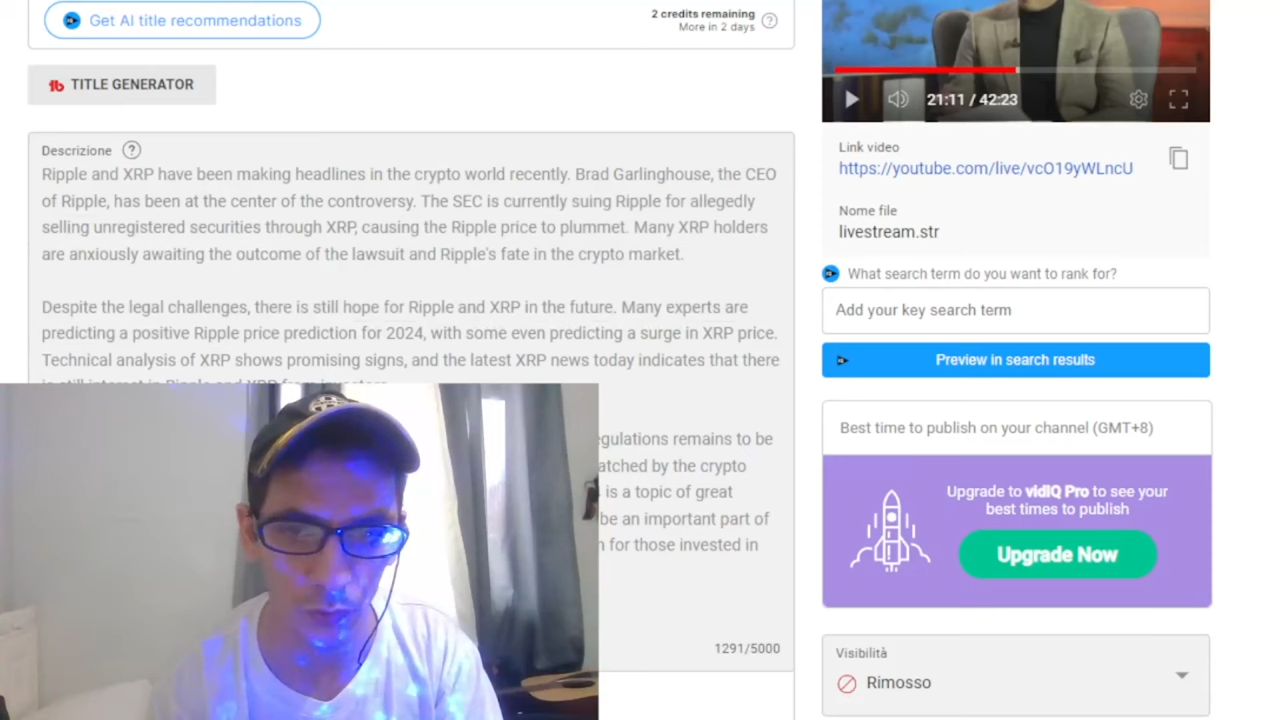 Get AI title recommendations
2 credits remaining
More in 2 days
TITLE GENERATOR
Descrizione
Ripple and XRP have been making headlines in the crypto world recently. Brad Garlinghouse, the CEO
of Ripple, has been at the center of the controversy. The SEC is currently suing Ripple for allegedly
selling unregistered securities through XRP, causing the Ripple price to plummet. Many XRP holders
are anxiously awaiting the outcome of the lawsuit and Ripple's fate in the crypto market.
Despite the legal challenges, there is still hope for Ripple and XRP in the future. Many experts are
predicting a positive Ripple price prediction for 2024, with some even predicting a surge in XRP price.
Technical analysis of XRP shows promising signs, and the latest XRP news today indicates that there
is still interest in Ripple and XRP from investors.
egulations remains to be
atched by the crypto
is a topic of great
be an important part of
for those invested in
1291/5000
21:11 / 42:23
Link video
https://youtube.com/live/vcO19yWLncU
Nome file
livestream.str
What search term do you want to rank for?
Add your key search term
Preview in search results
Best time to publish on your channel (GMT+8)
Upgrade to vidIQ Pro to see your
best times to publish
Upgrade Now
Visibilità
Rimosso